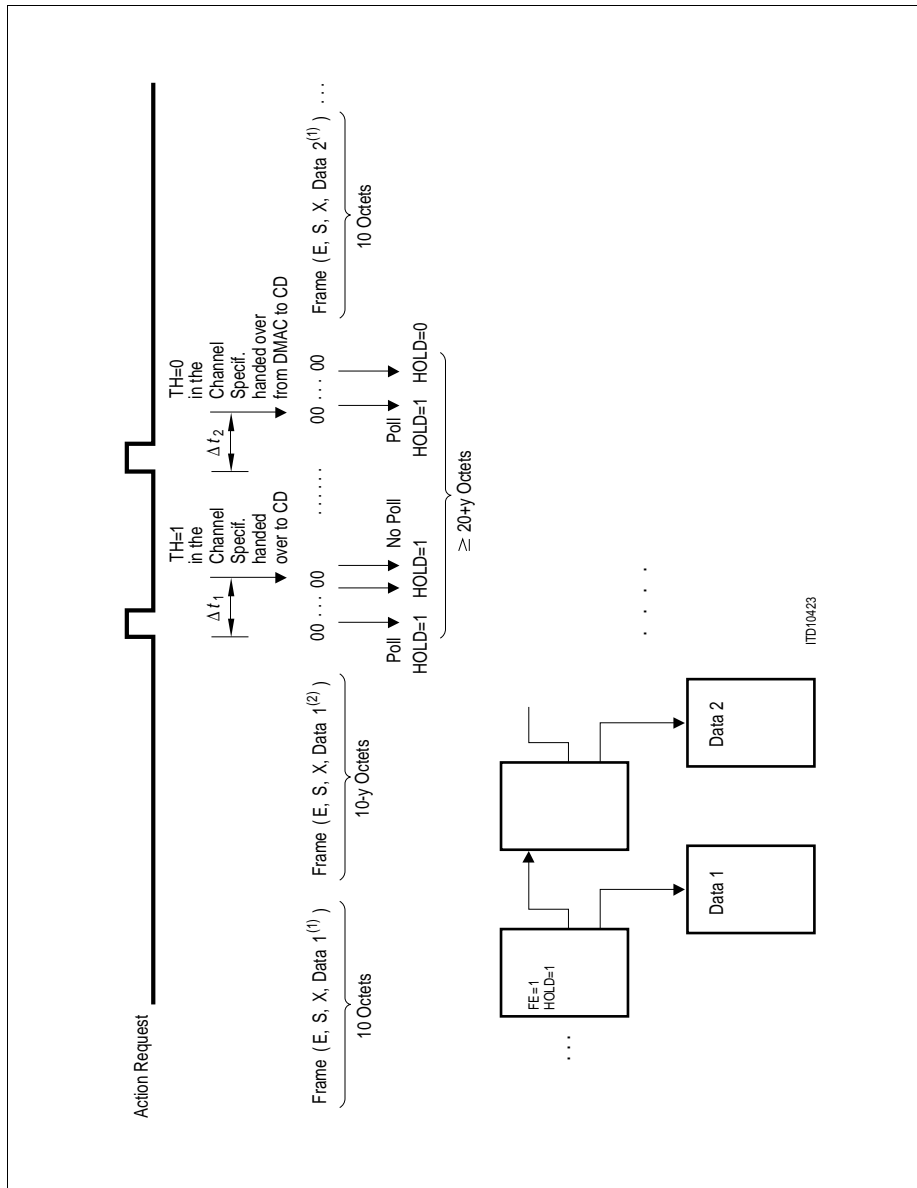 Action Request
TH=1
in the
Channel
Specif.
handed
over to CD
TH=0
in the
Channel
Specif.
handed over
from DMAC to CD
Δ t1
Δ t2
Frame ( E, S, X, Data 1(1) )
10 Octets
Frame ( E, S, X, Data 1(2) )
10-y Octets
00 . . . 00
. . . . . .
00 . . . 00
Frame ( E, S, X, Data 2(1) ) . . .
10 Octets
Poll
HOLD=1
HOLD=1
No Poll
Poll
HOLD=1
HOLD=0
≥ 20+y Octets
. . .
FE=1
HOLD=1
Data 1
Data 2
. . . .
ITD10423